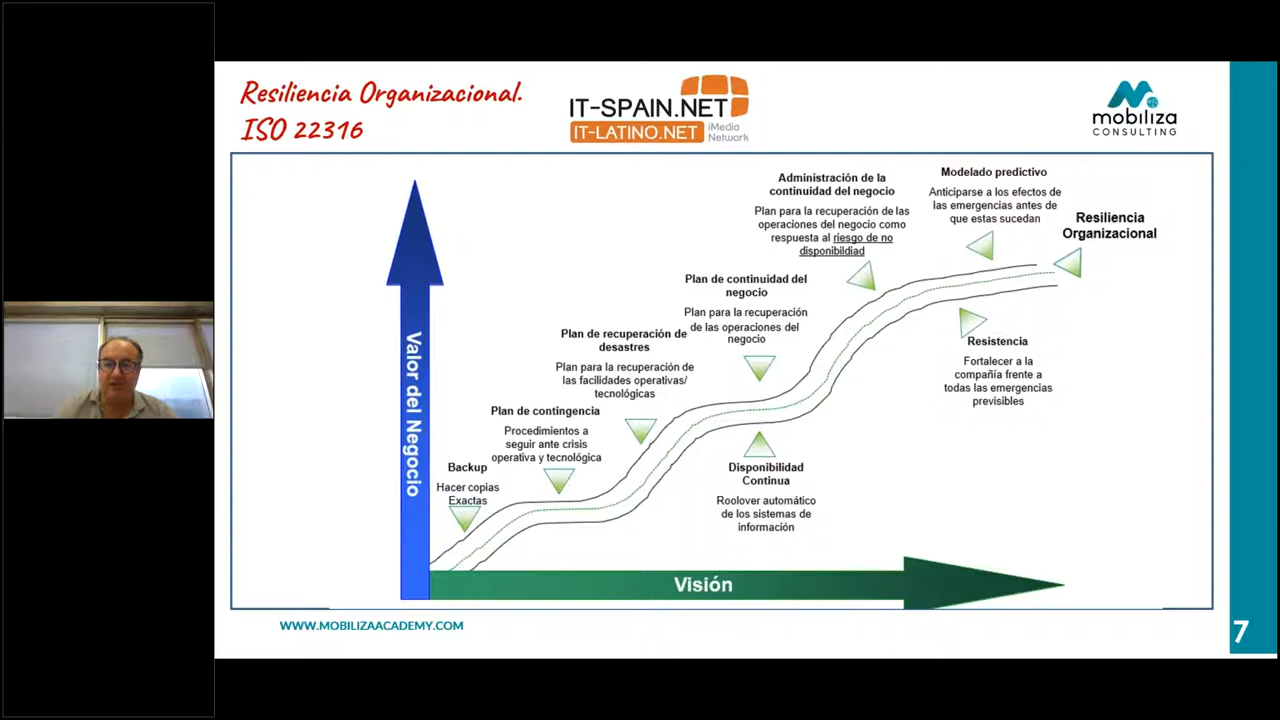 Resiliencia Organizacional.
ISO 22316
IT-SPAIN.NET
IT-LATINO.NET
iMedia
Network
mobiliza
CONSULTING
Valor del Negocio
Backup
Hacer copias
Exactas
Plan de contingencia
Procedimientos a
seguir ante crisis
operativa y tecnológica
Plan de recuperación de
desastres
Plan para la recuperación de
las facilidades operativas/
tecnológicas
Plan de continuidad del
negocio
Plan para la recuperación
de las operaciones del
negocio
Disponibilidad
Continua
Roolover automático
de los sistemas de
información
Administración de la
continuidad del negocio
Plan para la recuperación de las
operaciones del negocio como
respuesta al riesgo de no
disponibildiad
Modelado predictivo
Anticiparse a los efectos de
las emergencias antes de
que estas sucedan
Resistencia
Fortalecer a la
compañía frente a
todas las emergencias
previsibles
Resiliencia
Organizacional
Visión
WWW.MOBILIZAACADEMY.COM
7